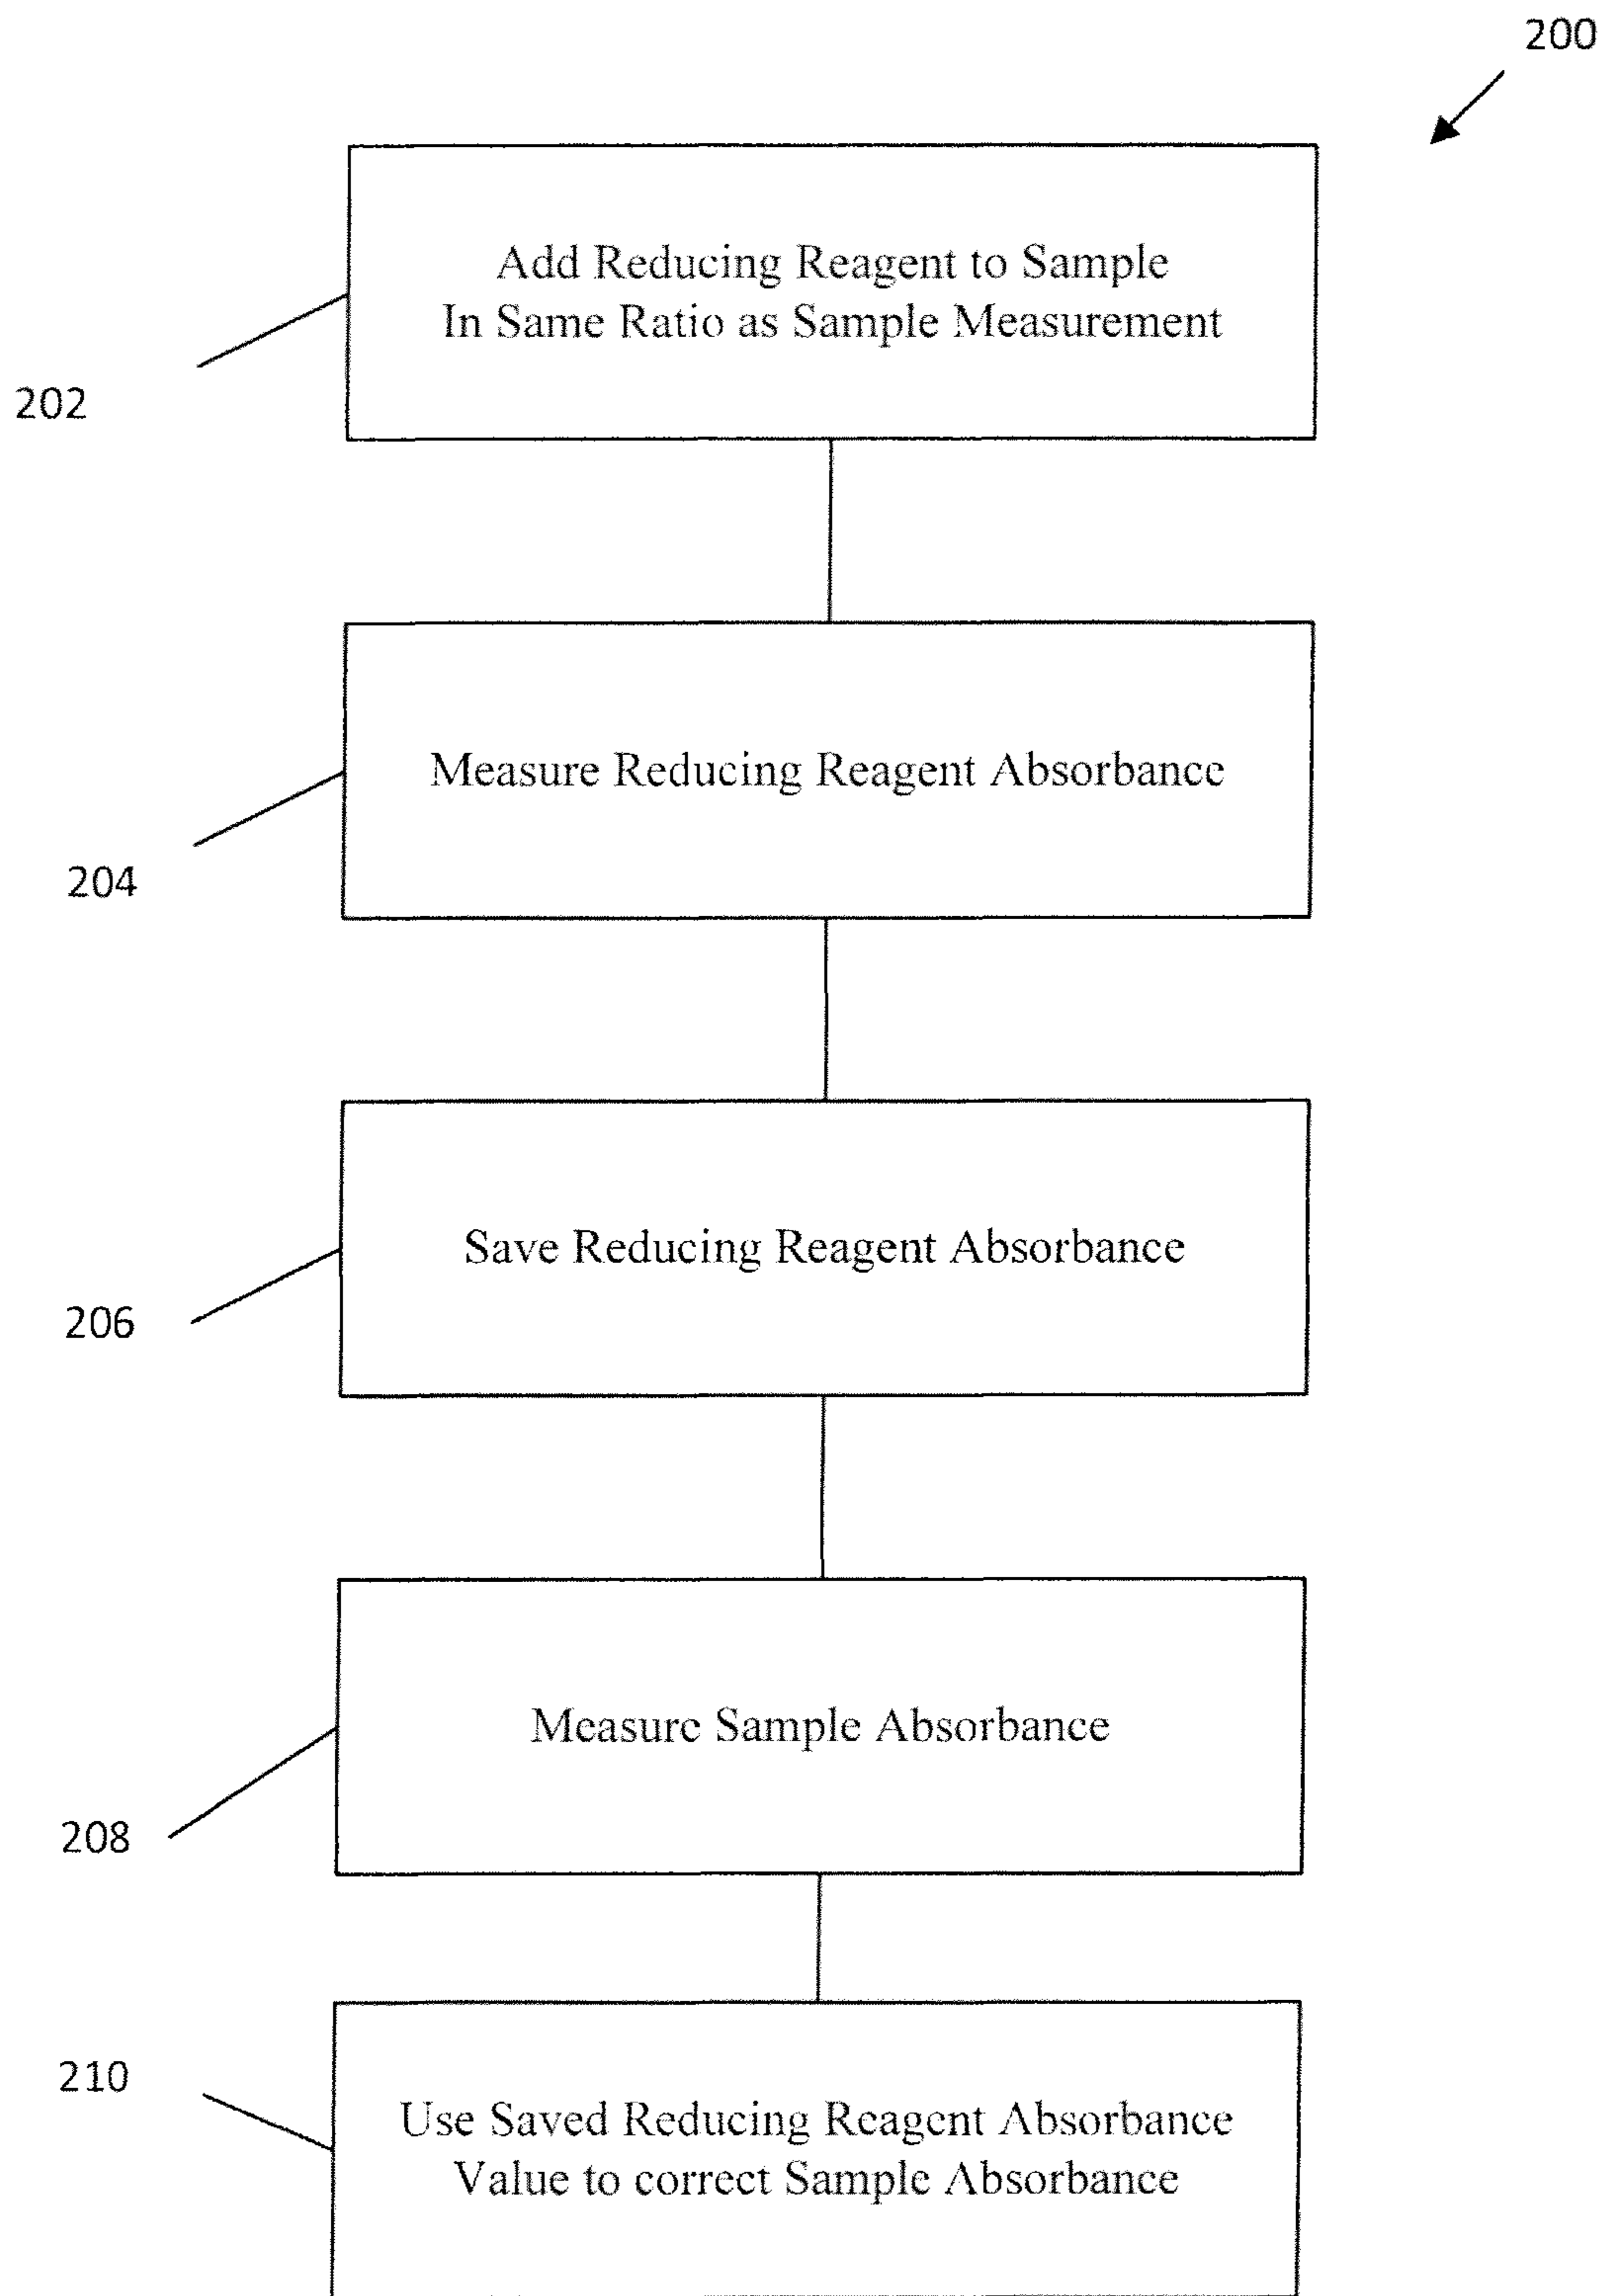 200
Add Reducing Reagent to Sample
In Same Ratio as Sample Measurement
202
Measure Reducing Reagent Absorbance
204
Save Reducing Reagent Absorbance
206
Measure Sample Absorbance
208
210
Use Saved Reducing Reagent Absorbance
Value to correct Sample Absorbance